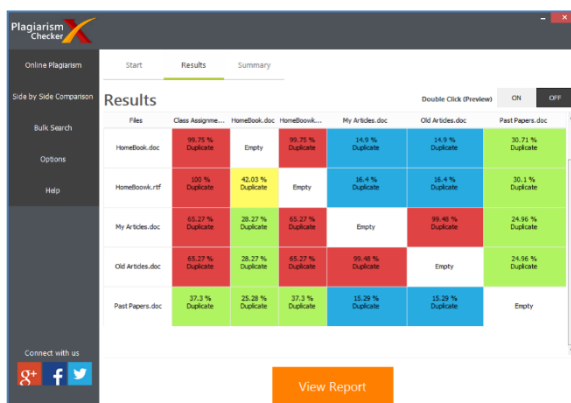 Plagiarism
Checker
Online Plagiarism
Side by Side Comparison
Bulk Search
Options
Help
Connect with us
g+ f
Start Results Summary
Results
Double Click (Preview) ON OFF
Files Class Assignme... HomeBook.doc HomeBoowk... My Articles.doc Old Articles.doc Past Papers.doc
HomeBook.doc 99.75 % Duplicate Empty 99.75 % Duplicate 14.9 % Duplicate 14.9 % Duplicate 30.71 % Duplicate
HomeBoowk.rtf 100 % Duplicate 42.03 % Duplicate Empty 16.4 % Duplicate 16.4 % Duplicate 30.1 % Duplicate
My Articles.doc 65.27 % Duplicate 28.27 % Duplicate 65.27 % Duplicate Empty 99.48 % Duplicate 24.96 % Duplicate
Old Articles.doc 65.27 % Duplicate 28.27 % Duplicate 65.27 % Duplicate 99.48 % Duplicate Empty 24.96 % Duplicate
Past Papers.doc 37.3 % Duplicate 25.28 % Duplicate 37.3 % Duplicate 15.29 % Duplicate 15.29 % Duplicate Empty
View Report